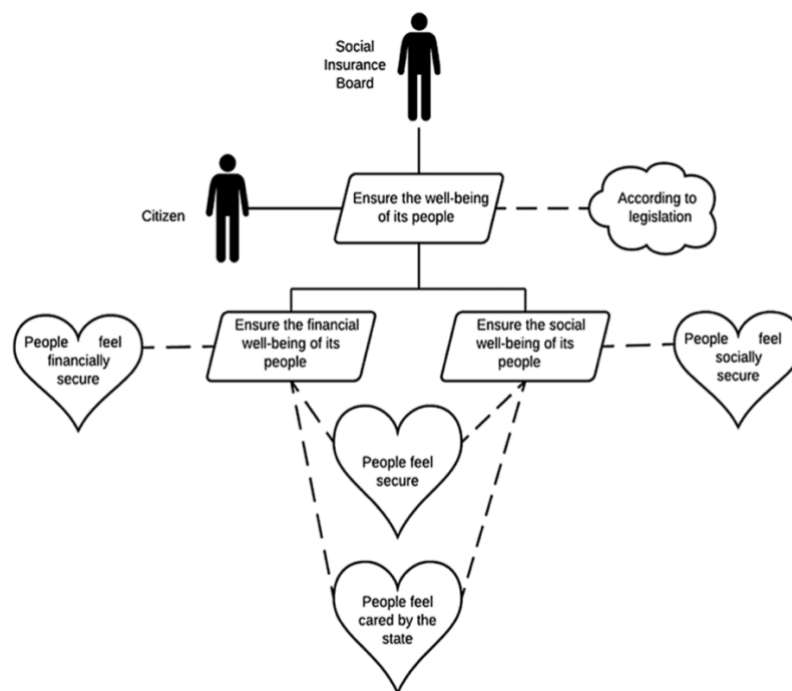 Social
Insurance
Board
Citizen
Ensure the well-being
of its people
According to
legislation
People feel
financially
secure
Ensure the financial
well-being of its
people
Ensure the social
well-being of its
people
People feel
socially
secure
People feel
secure
People feel
cared by the
state